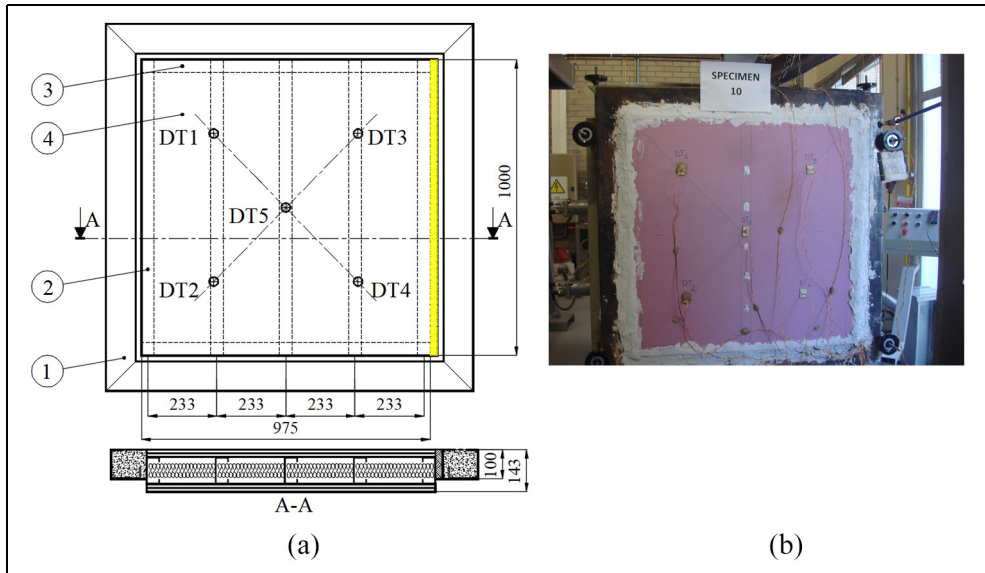 3
4
2
1
DT1
DT3
DT5
DT2
DT4
A
A
1000
233
233
233
233
975
100
143
A-A
(a)
SPECIMEN
10
(b)